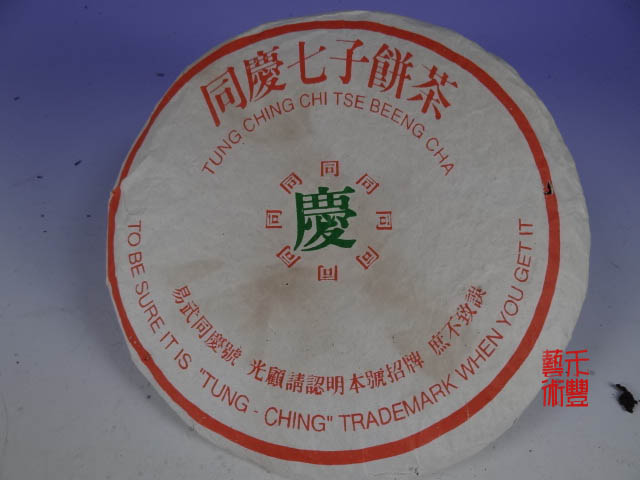 同慶七子餅茶
TUNG CHING CHI TSE BEENG CHA
同 同 同 同 同 同 同 同
慶
易武同慶號 光顧請認明本號招牌 庶不致誤
TO BE SURE IT IS "TUNG - CHING" TRADEMARK WHEN YOU GET IT
禾豐藝術